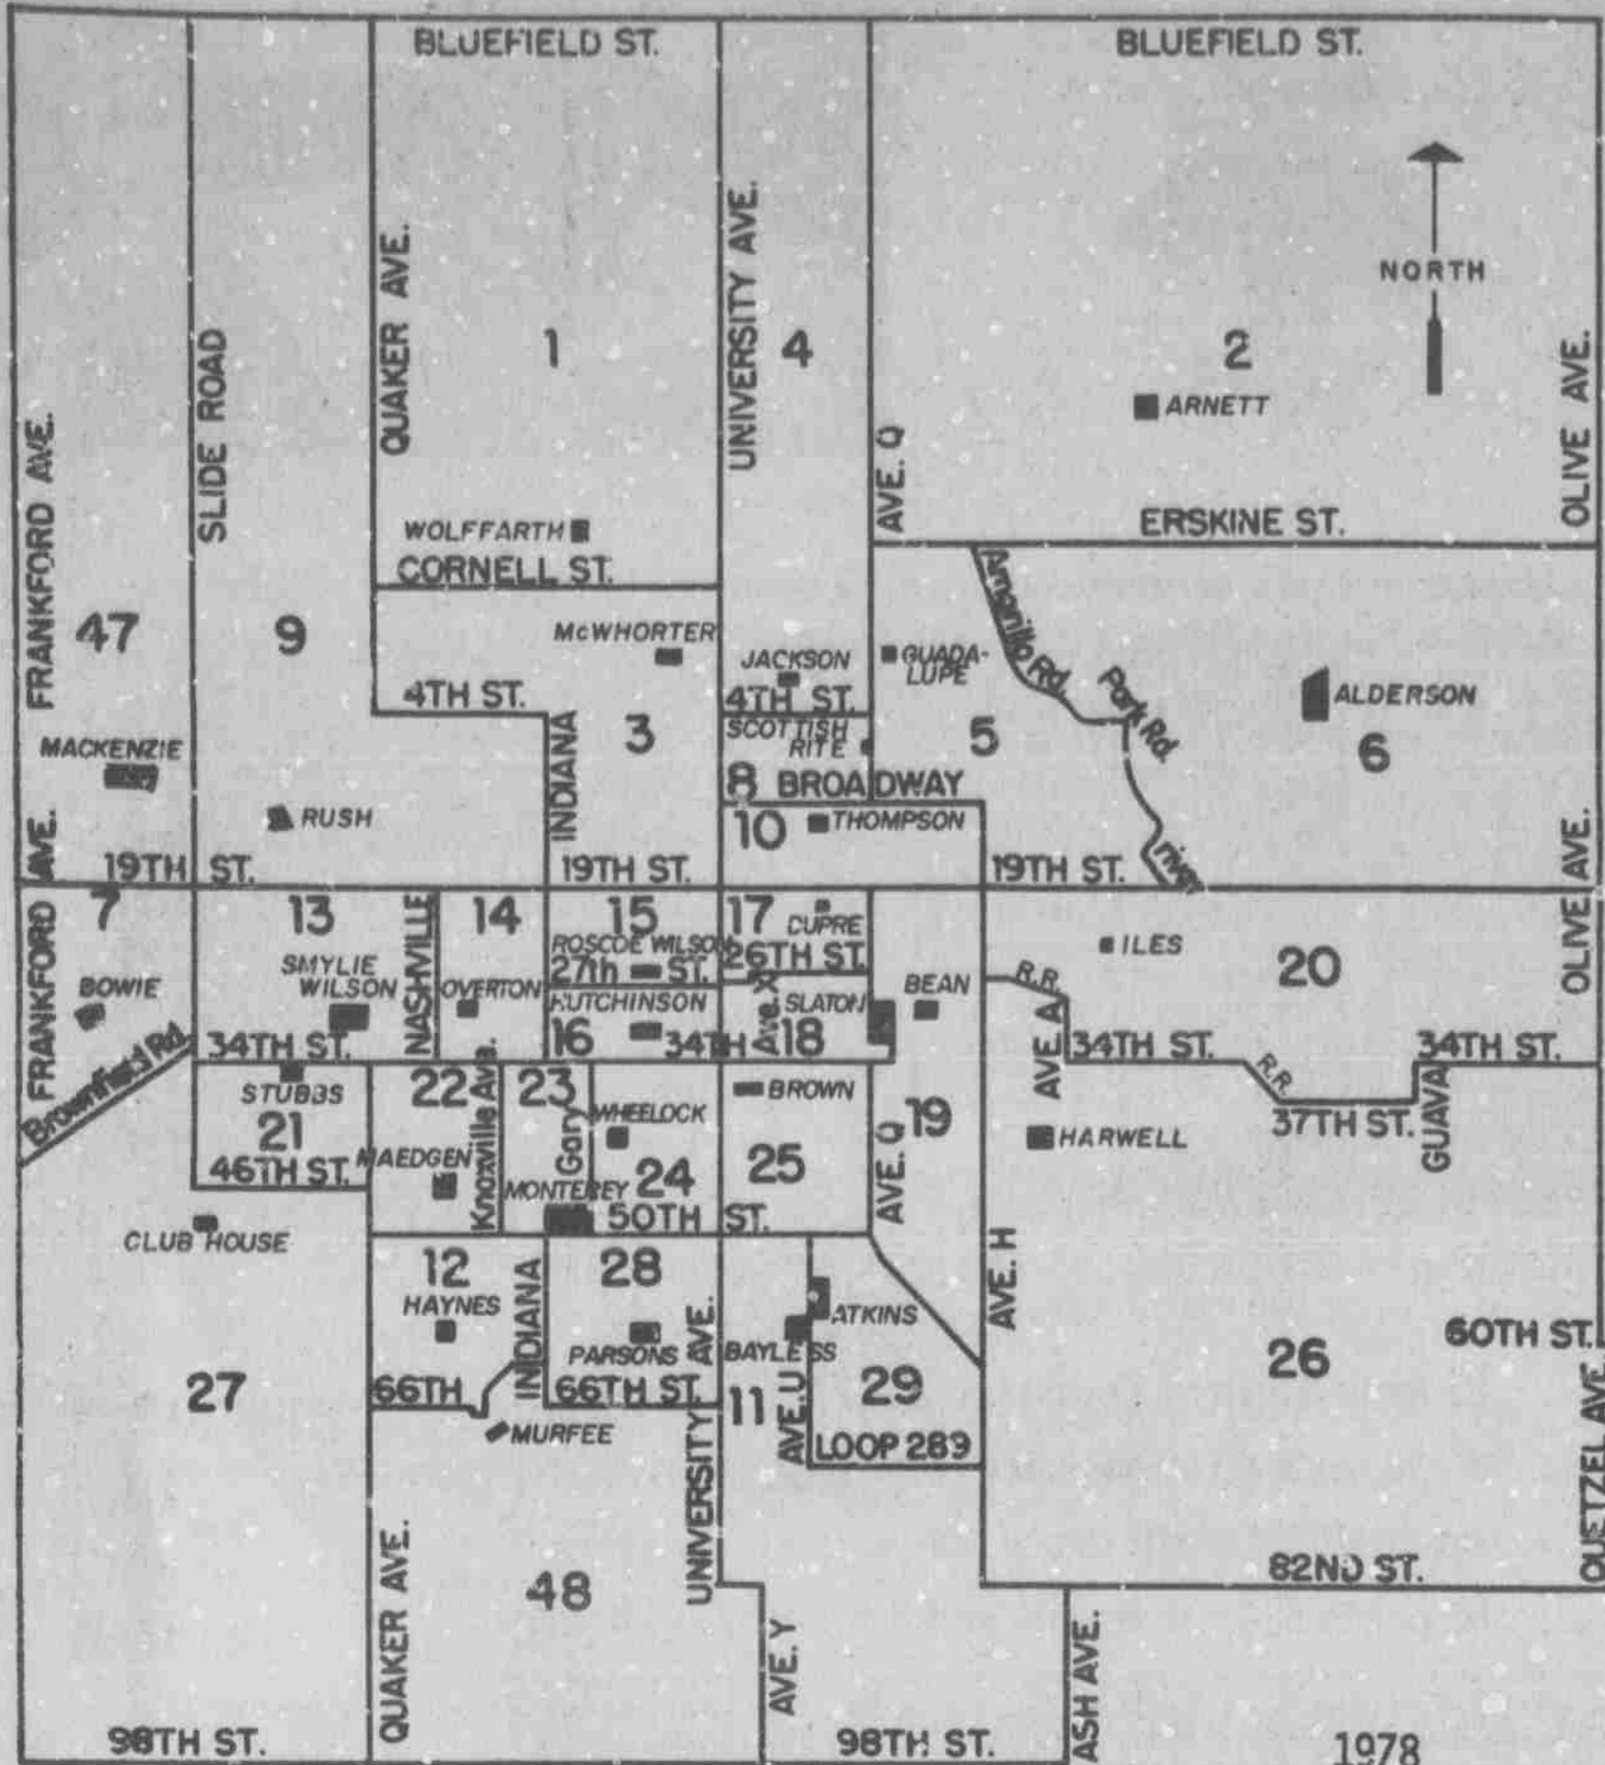 BLUEFIELD ST.
BLUEFIELD ST.
FRANKFORD AVE.
SLIDE ROAD
QUAKER AVE.
UNIVERSITY AVE.
AVE. Q
OLIVE AVE.
NORTH
1
4
2
ARNETT
WOLFFARTH
CORNELL ST.
ERSKINE ST.
47
9
McWHORTER
JACKSON
GUADA-
LUPE
Amarillo Rd.
Park Rd.
ALDERSON
4TH ST.
4TH ST.
INDIANA
3
SCOTTISH
RITE
5
6
MACKENZIE
8
BROADWAY
RUSH
10
THOMPSON
AVE.
19TH ST.
19TH ST.
19TH ST.
river
OLIVE AVE.
7
FRANKFORD
13
NASHVILLE
14
15
17
DUPRE
ROSCOE WILSON
26TH ST.
27th ST.
ILES
20
SMYLIE
WILSON
BOWIE
OVERTON
HUTCHINSON
Ave. X
SLATON
BEAN
R.R.
16
34TH
18
34TH ST.
AVE. A
34TH ST.
34TH ST.
Brownfield Rd.
STUBBS
21
46TH ST.
22
Knoxville Ave.
23
Gary
WHEELOCK
BROWN
19
HARWELL
R.R.
37TH ST.
GUAVA
MAEDGEN
MONTEREY
24
25
AVE. Q
50TH ST.
CLUB HOUSE
12
HAYNES
INDIANA
28
PARSONS
UNIVERSITY AVE.
BAYLESS
ATKINS
AVE. H
60TH ST.
27
66TH
66TH ST.
11
AVE. U
29
26
MURFEE
LOOP 289
QUETZEL AVE.
QUAKER AVE.
48
82ND ST.
AVE. Y
ASH AVE.
98TH ST.
98TH ST.
1978